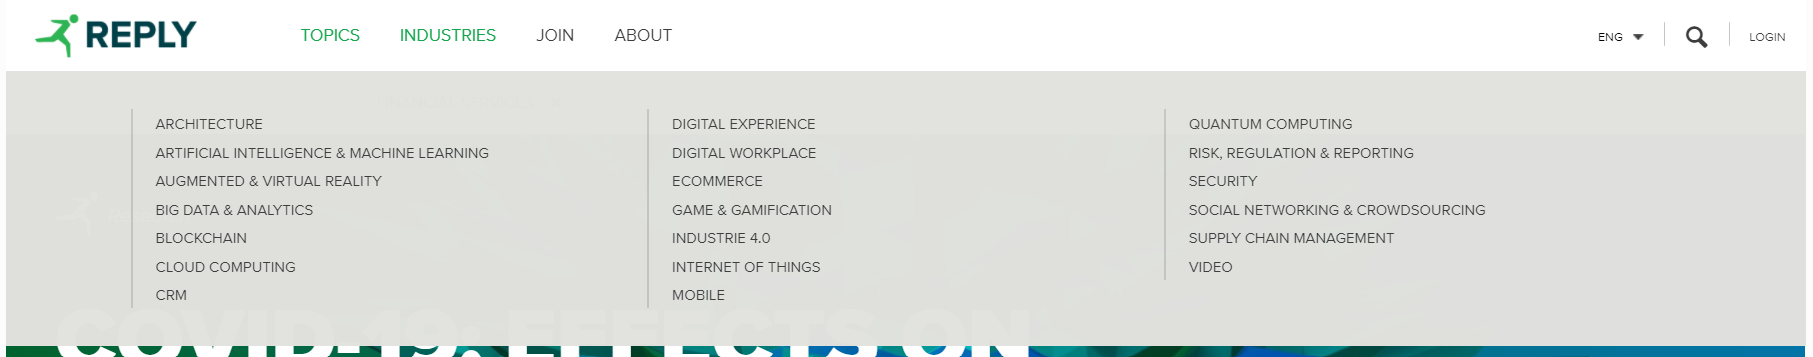 REPLY
TOPICS INDUSTRIES JOIN ABOUT
ENG LOGIN
ARCHITECTURE
ARTIFICIAL INTELLIGENCE & MACHINE LEARNING
AUGMENTED & VIRTUAL REALITY
BIG DATA & ANALYTICS
BLOCKCHAIN
CLOUD COMPUTING
CRM
DIGITAL EXPERIENCE
DIGITAL WORKPLACE
ECOMMERCE
GAME & GAMIFICATION
INDUSTRIE 4.0
INTERNET OF THINGS
MOBILE
QUANTUM COMPUTING
RISK, REGULATION & REPORTING
SECURITY
SOCIAL NETWORKING & CROWDSOURCING
SUPPLY CHAIN MANAGEMENT
VIDEO
COVID-19: EFFECTS ON